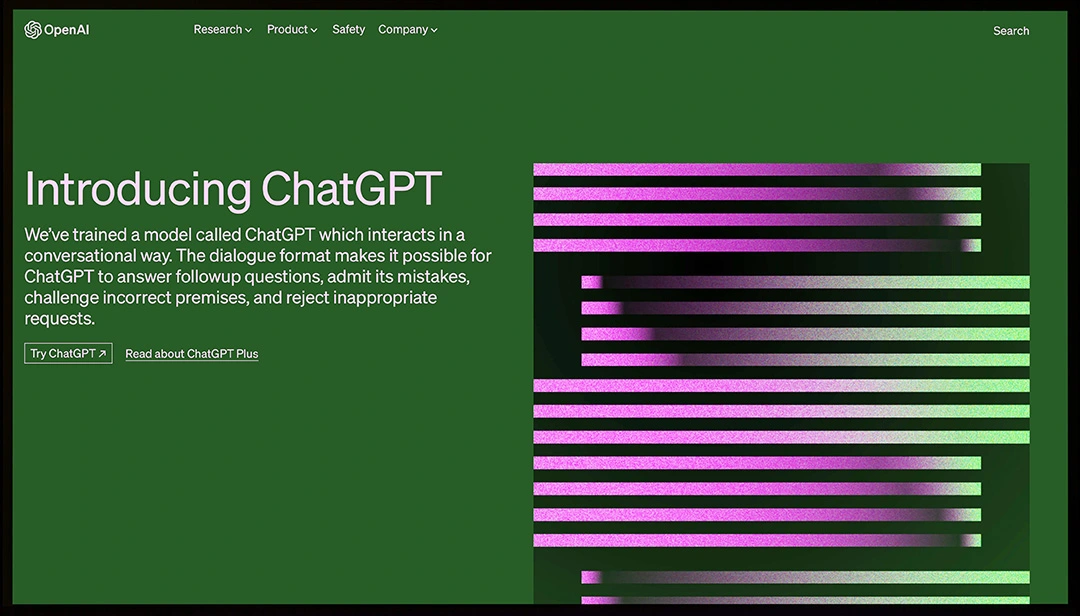 OpenAI
Research
Product
Safety
Company
Search
Introducing ChatGPT
We’ve trained a model called ChatGPT which interacts in a
conversational way. The dialogue format makes it possible for
ChatGPT to answer followup questions, admit its mistakes,
challenge incorrect premises, and reject inappropriate
requests.
Try ChatGPT ↗
Read about ChatGPT Plus